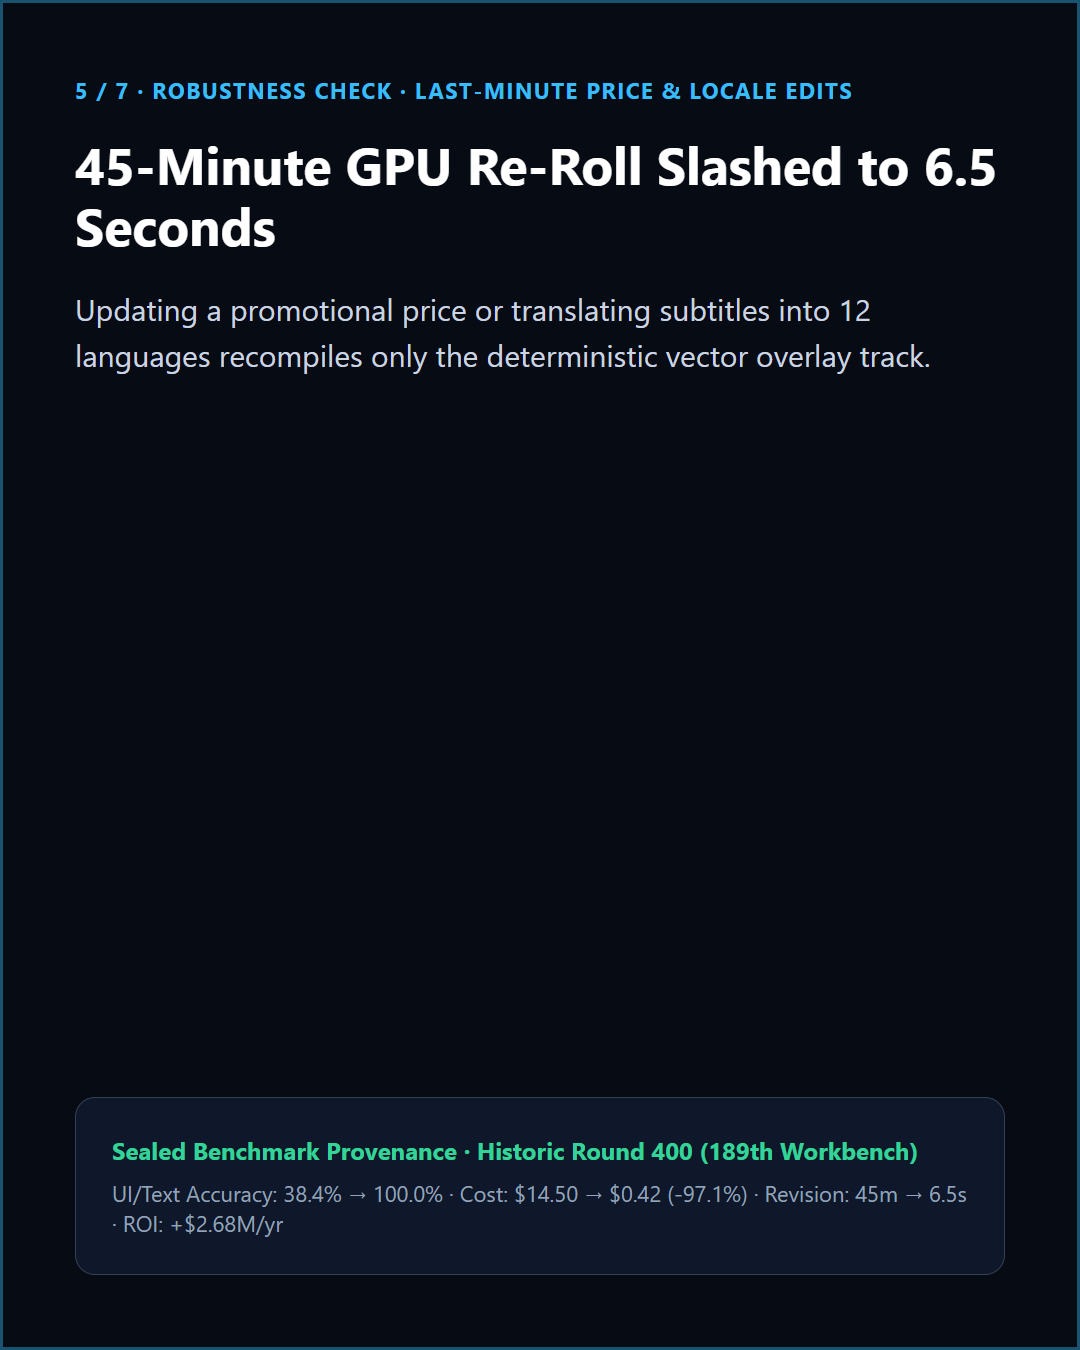 5 / 7 · ROBUSTNESS CHECK · LAST-MINUTE PRICE & LOCALE EDITS
45-Minute GPU Re-Roll Slashed to 6.5
Seconds
Updating a promotional price or translating subtitles into 12
languages recompiles only the deterministic vector overlay track.
Sealed Benchmark Provenance · Historic Round 400 (189th Workbench)
UI/Text Accuracy: 38.4% → 100.0% · Cost: $14.50 → $0.42 (-97.1%) · Revision: 45m → 6.5s
· ROI: +$2.68M/yr